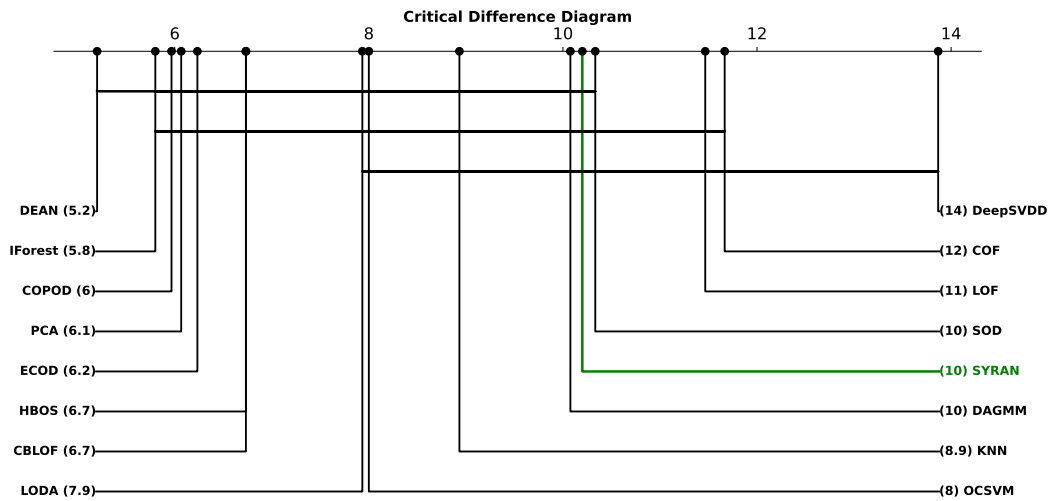 Critical Difference Diagram
6 8 10 12 14
DEAN (5.2) (14) DeepSVDD
IForest (5.8) (12) COF
COPOD (6) (11) LOF
PCA (6.1) (10) SOD
ECOD (6.2) (10) SYRAN
HBOS (6.7) (10) DAGMM
CBLOF (6.7) (8.9) KNN
LODA (7.9) (8) OCSVM